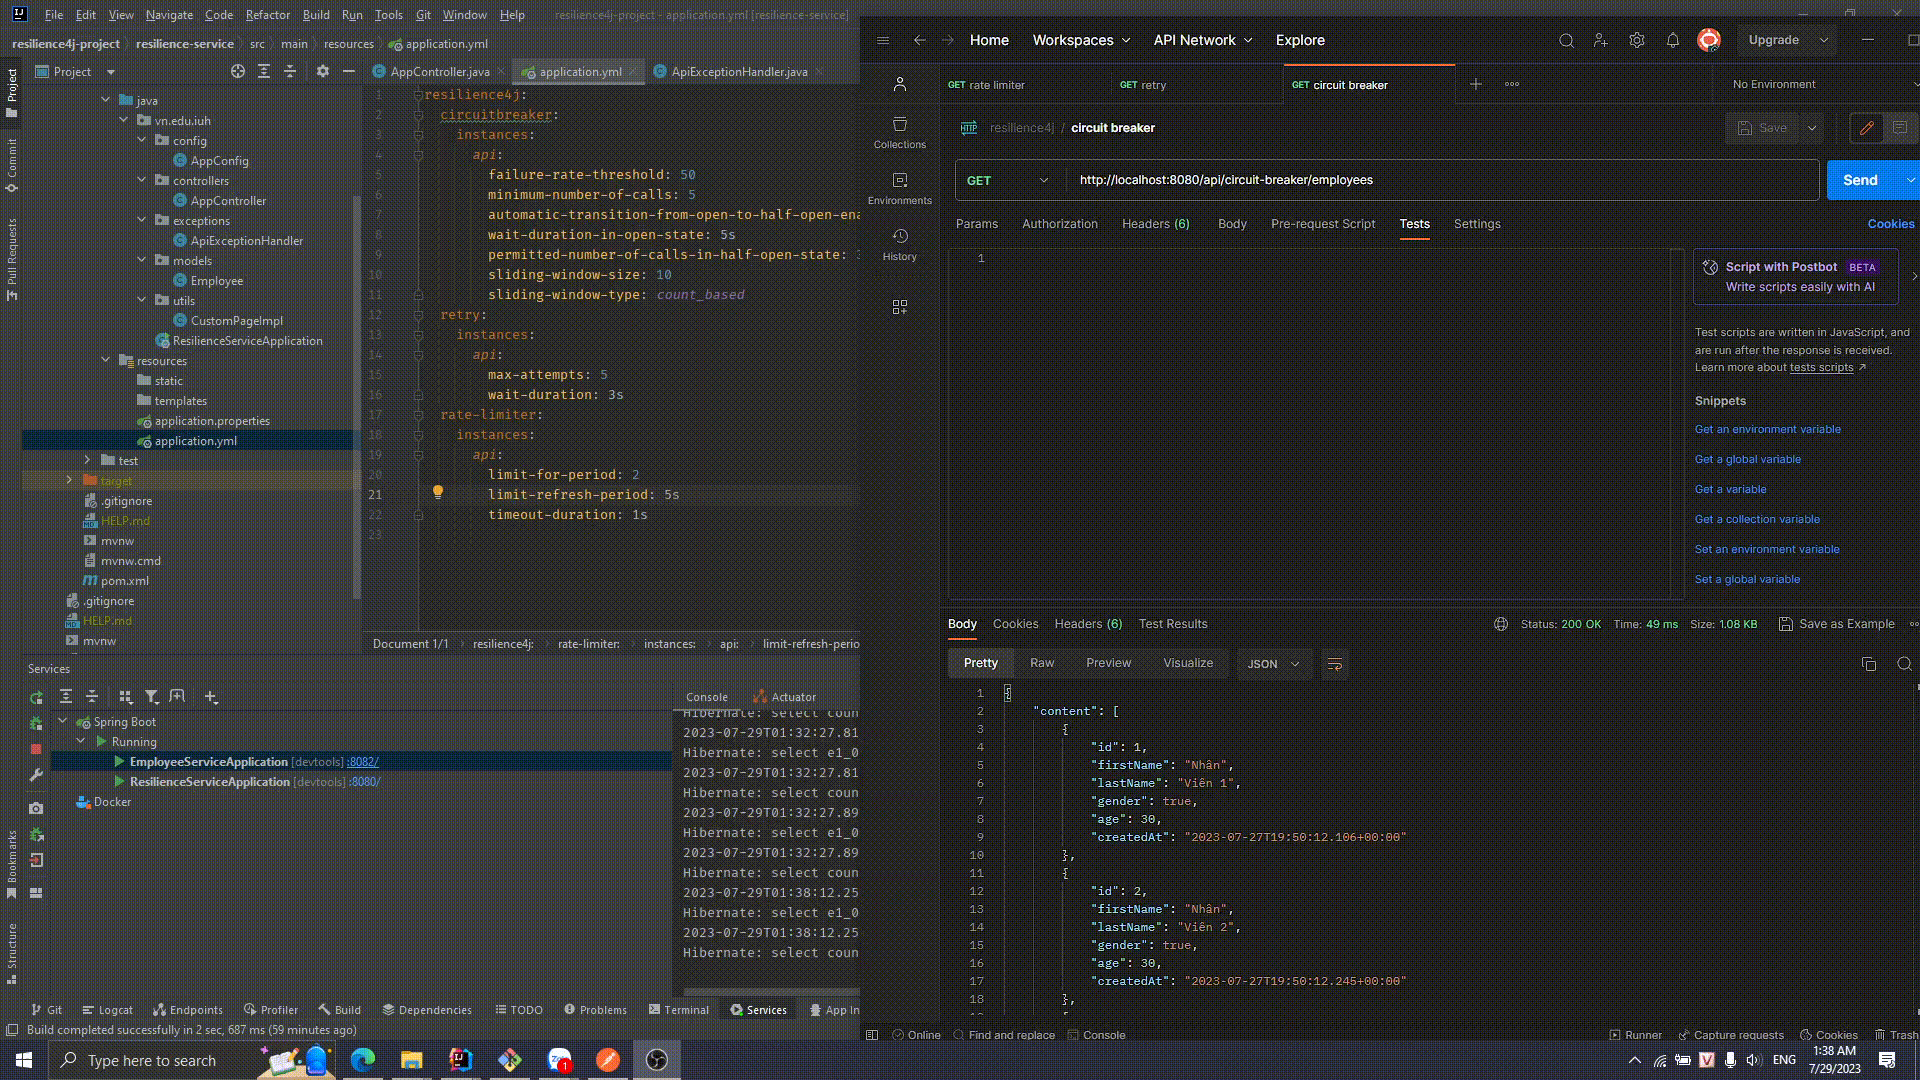 File Edit View Navigate Code Refactor Build Run Tools Git Window Help resilience4j-project - application.yml [resilience-service]
resilience4j-project resilience-service src main resources application.yml
Project
AppController.java application.yml ApiExceptionHandler.java
Project
Commit
Pull Requests
Bookmarks
Structure
java
vn.edu.iuh
config
AppConfig
controllers
AppController
exceptions
ApiExceptionHandler
models
Employee
utils
CustomPageImpl
ResilienceServiceApplication
resources
static
templates
application.properties
application.yml
test
target
.gitignore
HELP.md
mvnw
mvnw.cmd
pom.xml
.gitignore
HELP.md
mvnw
1 resilience4j:
2 circuitbreaker:
3 instances:
4 api:
5 failure-rate-threshold: 50
6 minimum-number-of-calls: 5
7 automatic-transition-from-open-to-half-open-ena
8 wait-duration-in-open-state: 5s
9 permitted-number-of-calls-in-half-open-state:
10 sliding-window-size: 10
11 sliding-window-type: count_based
12 retry:
13 instances:
14 api:
15 max-attempts: 5
16 wait-duration: 3s
17 rate-limiter:
18 instances:
19 api:
20 limit-for-period: 2
21 limit-refresh-period: 5s
22 timeout-duration: 1s
23
Document 1/1 resilience4j: rate-limiter: instances: api: limit-refresh-perio
Services
Spring Boot
Running
EmployeeServiceApplication [devtools] :8082/
ResilienceServiceApplication [devtools] :8080/
Docker
Console Actuator
Hibernate: select coun
2023-07-29T01:32:27.81
Hibernate: select e1_0
2023-07-29T01:32:27.81
Hibernate: select coun
2023-07-29T01:32:27.89
Hibernate: select e1_0
2023-07-29T01:32:27.89
Hibernate: select coun
2023-07-29T01:38:12.25
Hibernate: select e1_0
2023-07-29T01:38:12.25
Hibernate: select coun
Git Logcat Endpoints Profiler Build Dependencies TODO Problems Terminal Services App In
Build completed successfully in 2 sec, 687 ms (59 minutes ago)
Home Workspaces API Network Explore Upgrade
GET rate limiter GET retry GET circuit breaker No Environment
HTTP resilience4j / circuit breaker Save
Collections
Environments
History
GET http://localhost:8080/api/circuit-breaker/employees Send
Params Authorization Headers (6) Body Pre-request Script Tests Settings Cookies
1
Script with Postbot BETA
Write scripts easily with AI
Test scripts are written in JavaScript, and
are run after the response is received.
Learn more about tests scripts
Snippets
Get an environment variable
Get a global variable
Get a variable
Get a collection variable
Set an environment variable
Set a global variable
Body Cookies Headers (6) Test Results Status: 200 OK Time: 49 ms Size: 1.08 KB Save as Example
Pretty Raw Preview Visualize JSON
1 {
2 "content": [
3 {
4 "id": 1,
5 "firstName": "Nhân",
6 "lastName": "Viên 1",
7 "gender": true,
8 "age": 30,
9 "createdAt": "2023-07-27T19:50:12.106+00:00"
10 },
11 {
12 "id": 2,
13 "firstName": "Nhân",
14 "lastName": "Viên 2",
15 "gender": true,
16 "age": 30,
17 "createdAt": "2023-07-27T19:50:12.245+00:00"
18 },
Online Find and replace Console Runner Capture requests Cookies Trash
Type here to search
ENG
1:38 AM
7/29/2023